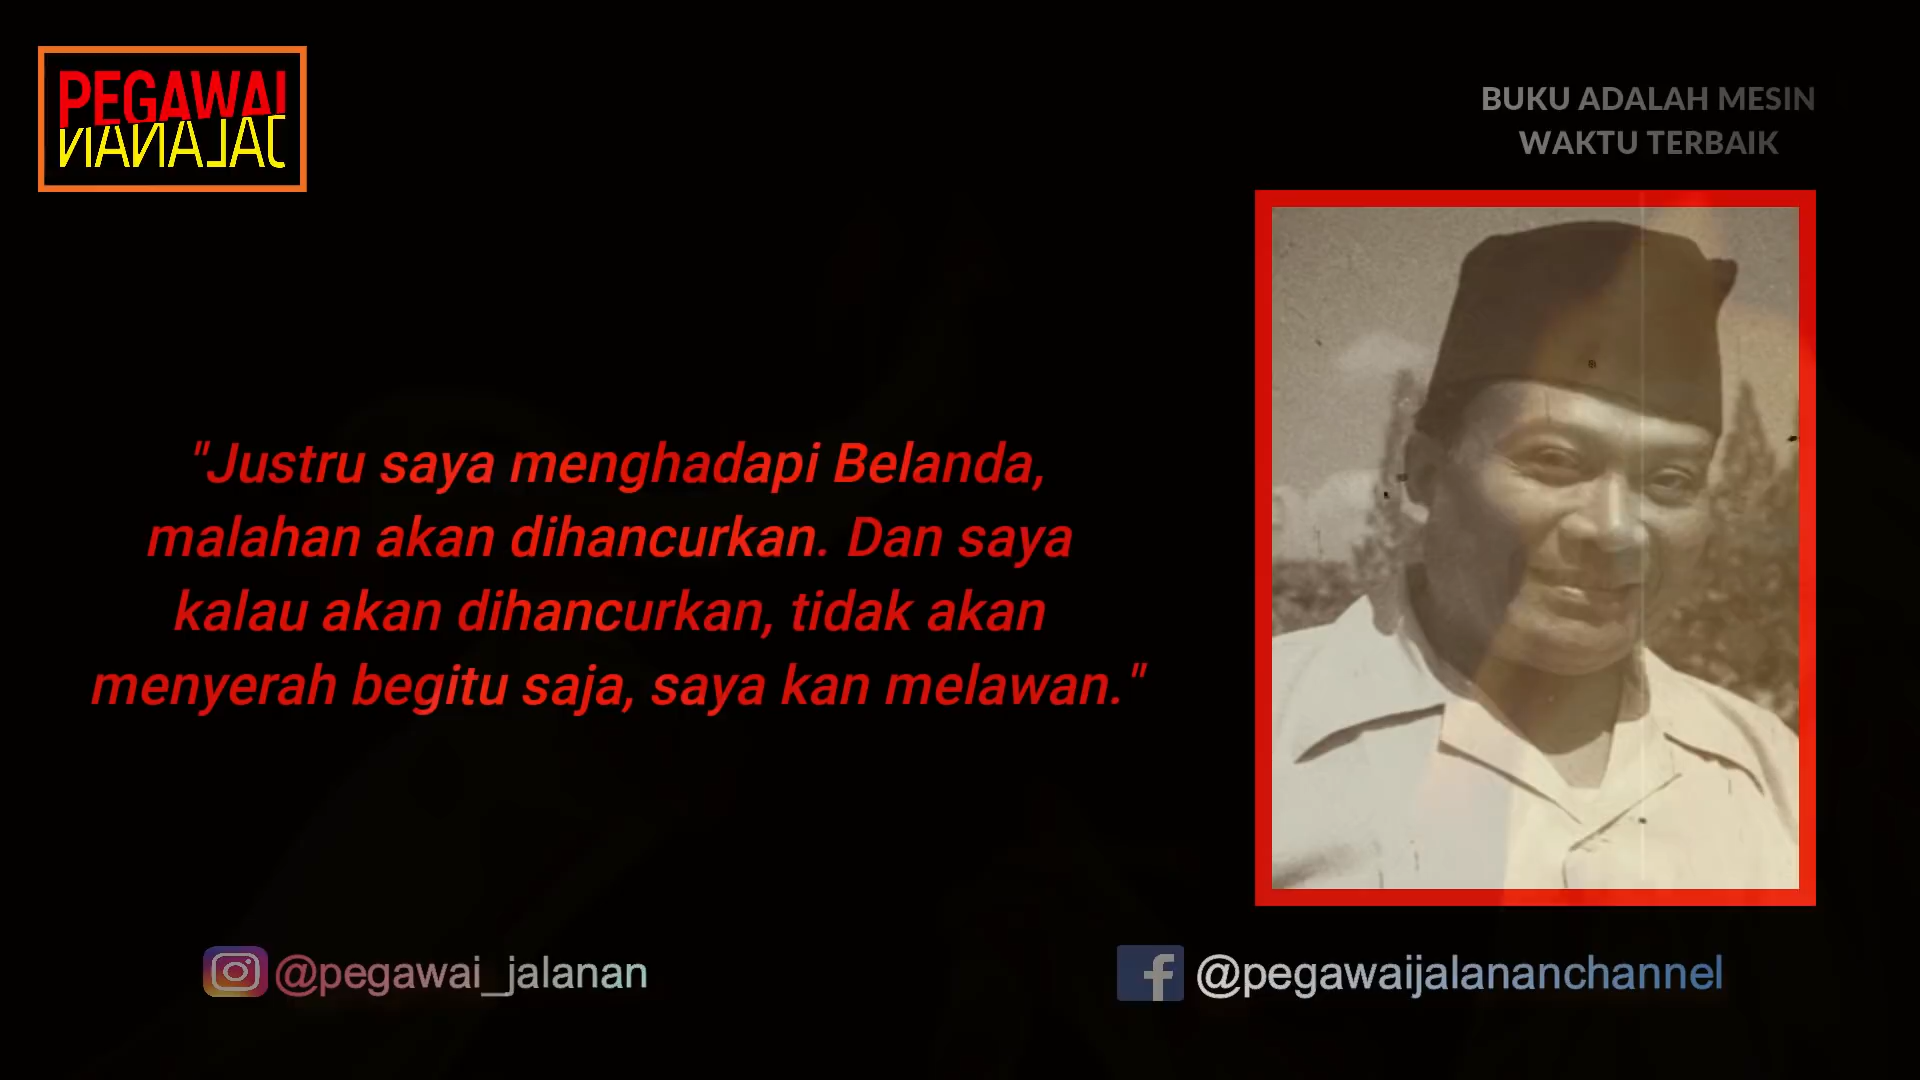 PEGAWAI
JALANAN
BUKU ADALAH MESIN
WAKTU TERBAIK
"Justru saya menghadapi Belanda,
malahan akan dihancurkan. Dan saya
kalau akan dihancurkan, tidak akan
menyerah begitu saja, saya kan melawan."
@pegawai_jalanan
@pegawaijalananchannel